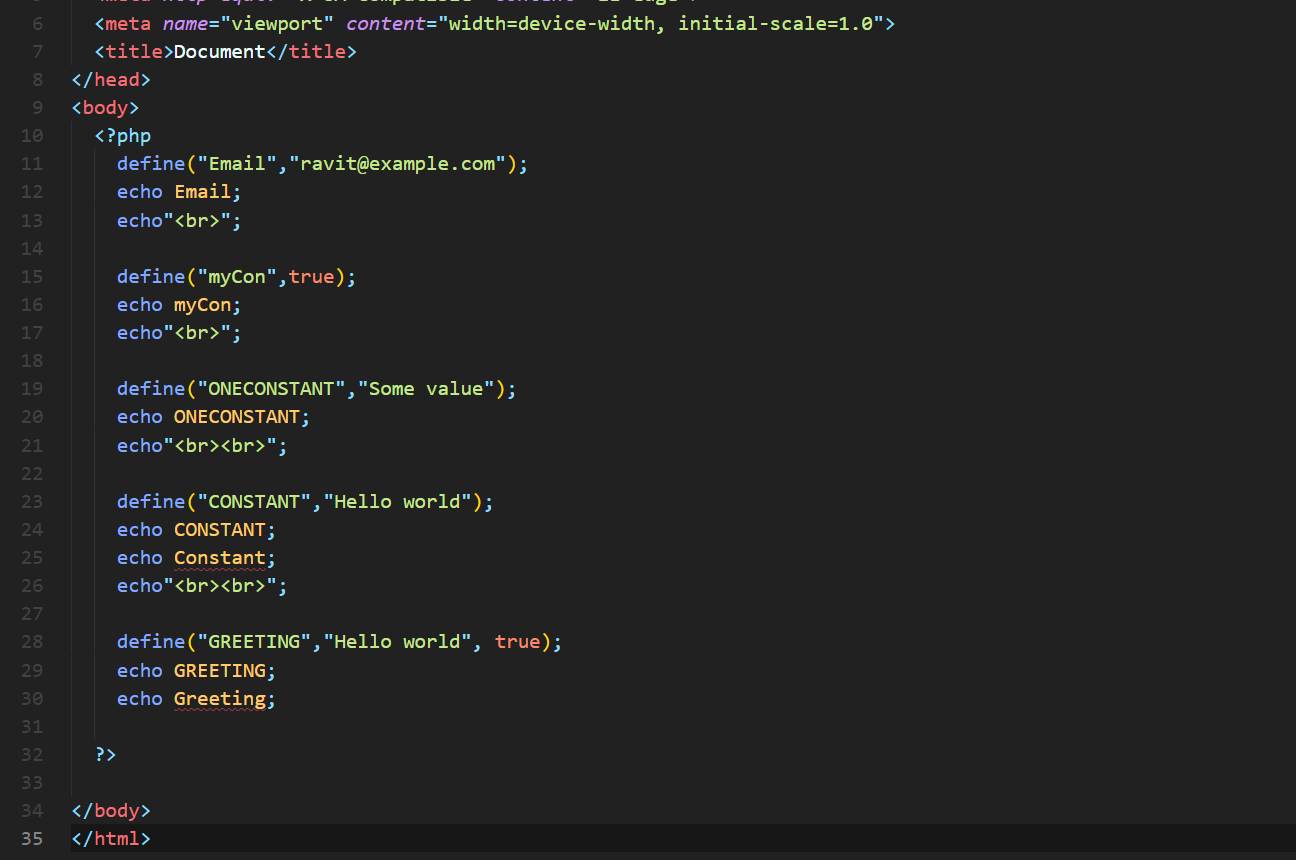 6 <meta name="viewport" content="width=device-width, initial-scale=1.0">
7 <title>Document</title>
8 </head>
9 <body>
10 <?php
11 define("Email","ravit@example.com");
12 echo Email;
13 echo"<br>";
14
15 define("myCon",true);
16 echo myCon;
17 echo"<br>";
18
19 define("ONECONSTANT","Some value");
20 echo ONECONSTANT;
21 echo"<br><br>";
22
23 define("CONSTANT","Hello world");
24 echo CONSTANT;
25 echo Constant;
26 echo"<br><br>";
27
28 define("GREETING","Hello world", true);
29 echo GREETING;
30 echo Greeting;
31
32 ?>
33
34 </body>
35 </html>